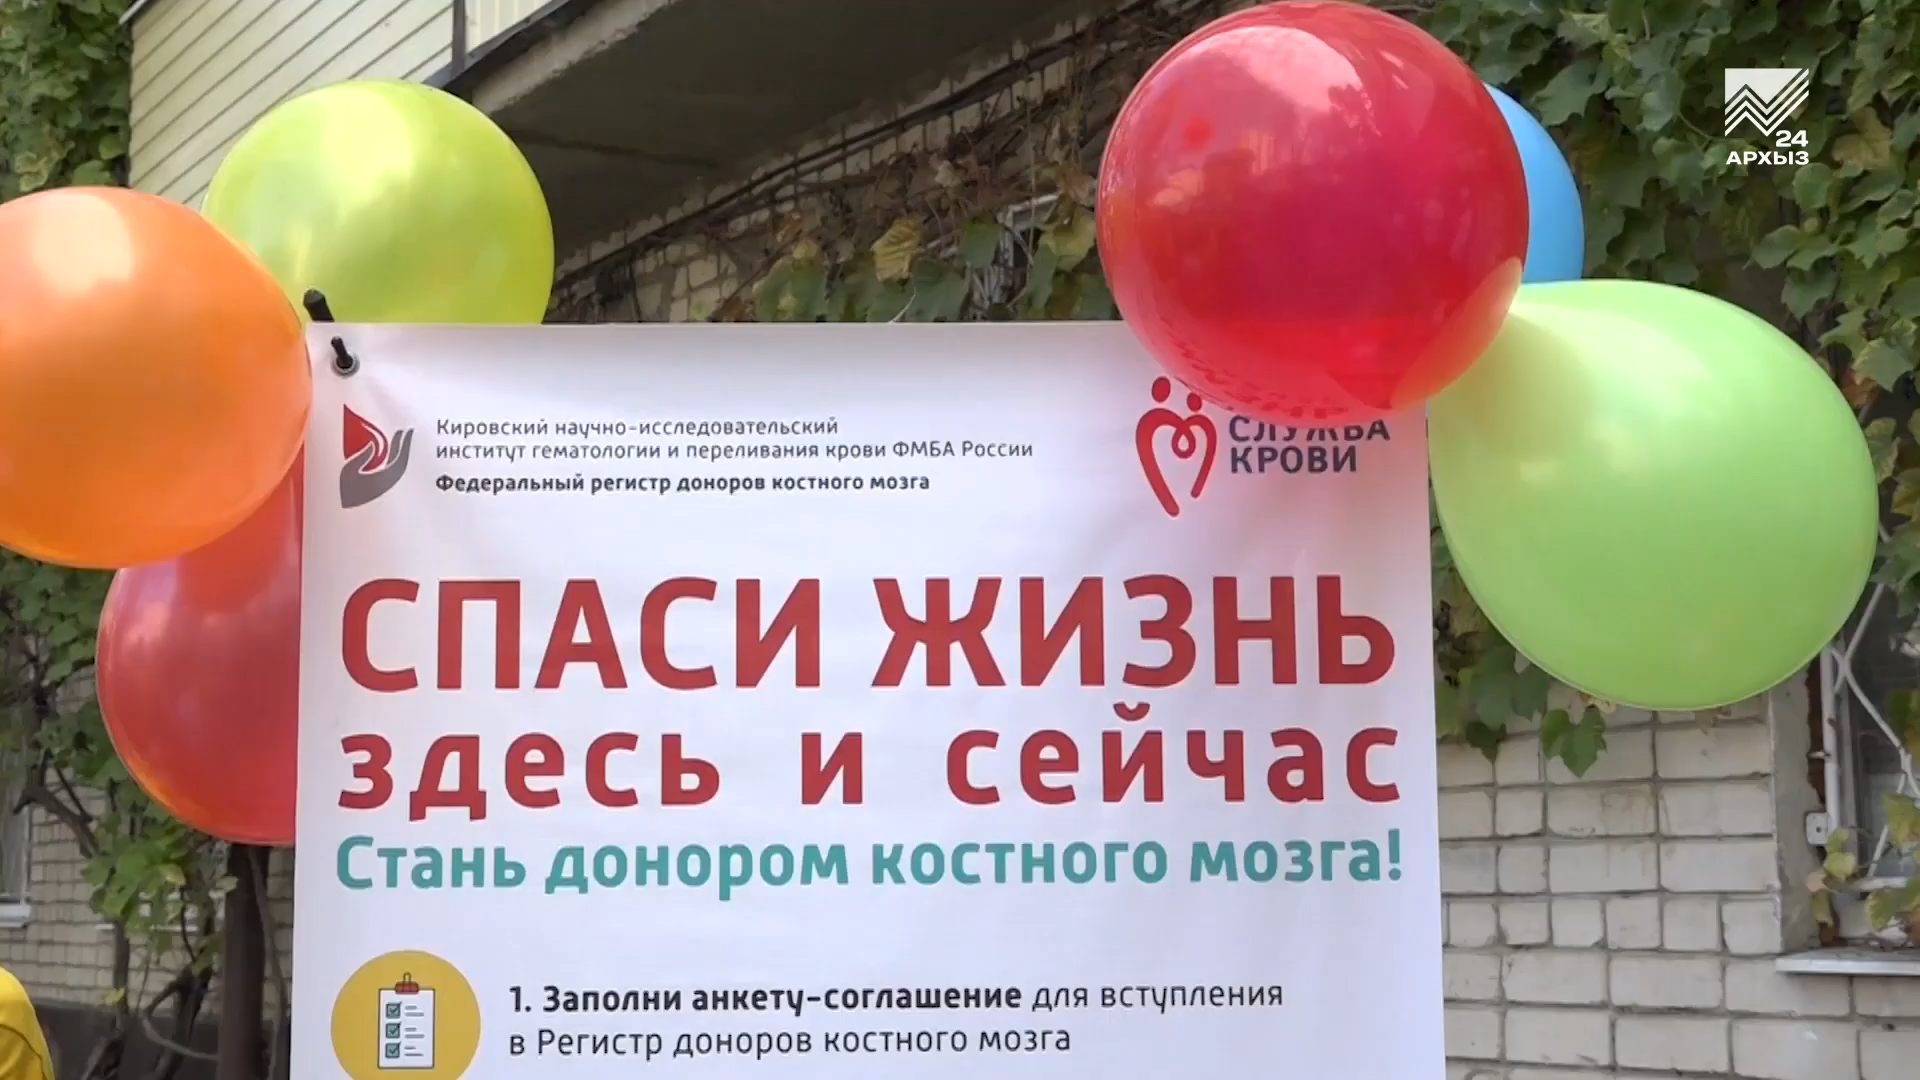 24
АРХЫЗ
Кировский научно-исследовательский
институт гематологии и переливания крови ФМБА России
Федеральный регистр доноров костного мозга
СЛУЖБА
КРОВИ
СПАСИ ЖИЗНЬ
здесь и сейчас
Стань донором костного мозга!
1. Заполни анкету-соглашение для вступления
в Регистр доноров костного мозга